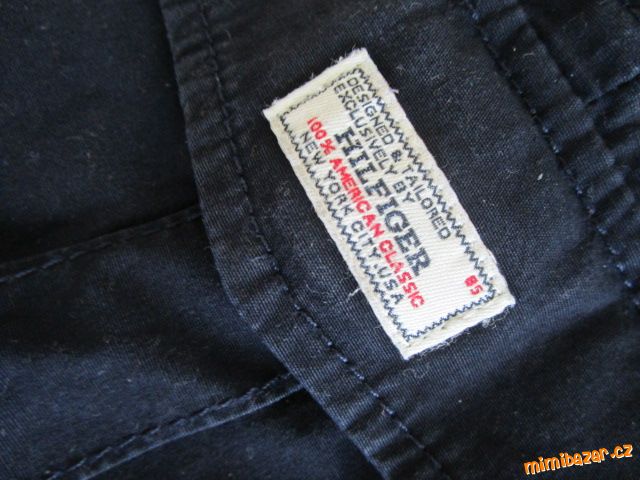 DESIGNED & TAILORED
EXCLUSIVELY BY
HILFIGER
100% AMERICAN CLASSIC
NEW YORK CITY, USA
85
mimibazar.cz